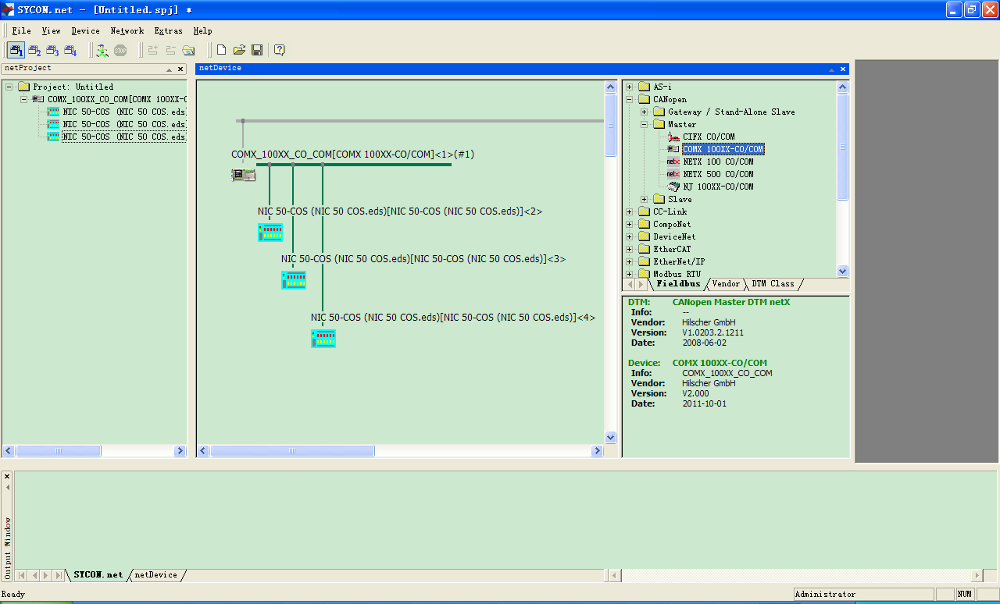 SYCON.net - [Untitled.spj] *
File View Device Network Extras Help
1 2 3 4 STOP
netProject
Project: Untitled
COMX_100XX_CO_COM[COMX 100XX-C
NIC 50-COS (NIC 50 COS.eds
NIC 50-COS (NIC 50 COS.eds
NIC 50-COS (NIC 50 COS.eds
netDevice
COMX_100XX_CO_COM[COMX 100XX-CO/COM]<1>(#1)
NIC 50-COS (NIC 50 COS.eds)[NIC 50-COS (NIC 50 COS.eds)]<2>
NIC 50-COS (NIC 50 COS.eds)[NIC 50-COS (NIC 50 COS.eds)]<3>
NIC 50-COS (NIC 50 COS.eds)[NIC 50-COS (NIC 50 COS.eds)]<4>
AS-i
CANopen
Gateway / Stand-Alone Slave
Master
CIFX CO/COM
COMX 100XX-CO/COM
netX NETX 100 CO/COM
netX NETX 500 CO/COM
NJ 100XX-CO/COM
Slave
CC-Link
CompoNet
DeviceNet
EtherCAT
EtherNet/IP
Modbus RTU
Fieldbus Vendor DTM Class
DTM: CANopen Master DTM netX
Info: --
Vendor: Hilscher GmbH
Version: V1.0203.2.1211
Date: 2008-06-02
Device: COMX 100XX-CO/COM
Info: COMX_100XX_CO_COM
Vendor: Hilscher GmbH
Version: V2.000
Date: 2011-10-01
Output Window
SYCON.net netDevice
Ready
Administrator
NUM